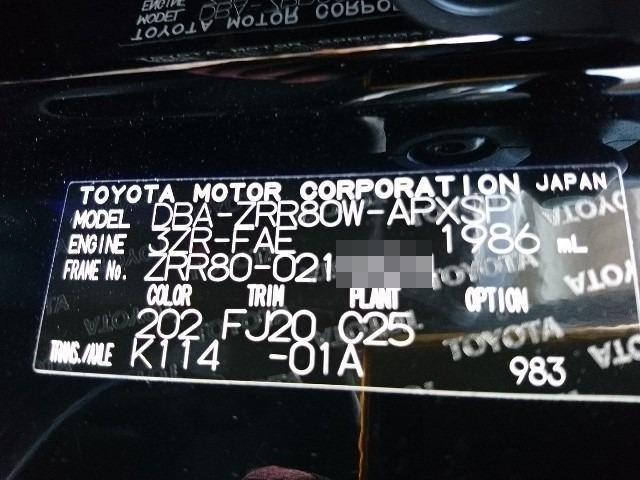 TOYOTA MOTOR CORPORATION JAPAN
MODEL DBA-ZRR80W-APXSP
ENGINE 3ZR-FAE 1986 mL
FRAME No. ZRR80-021
COLOR TRIM PLANT OPTION
202 FJ20 C25
TRANS./AXLE K114 -01A 983